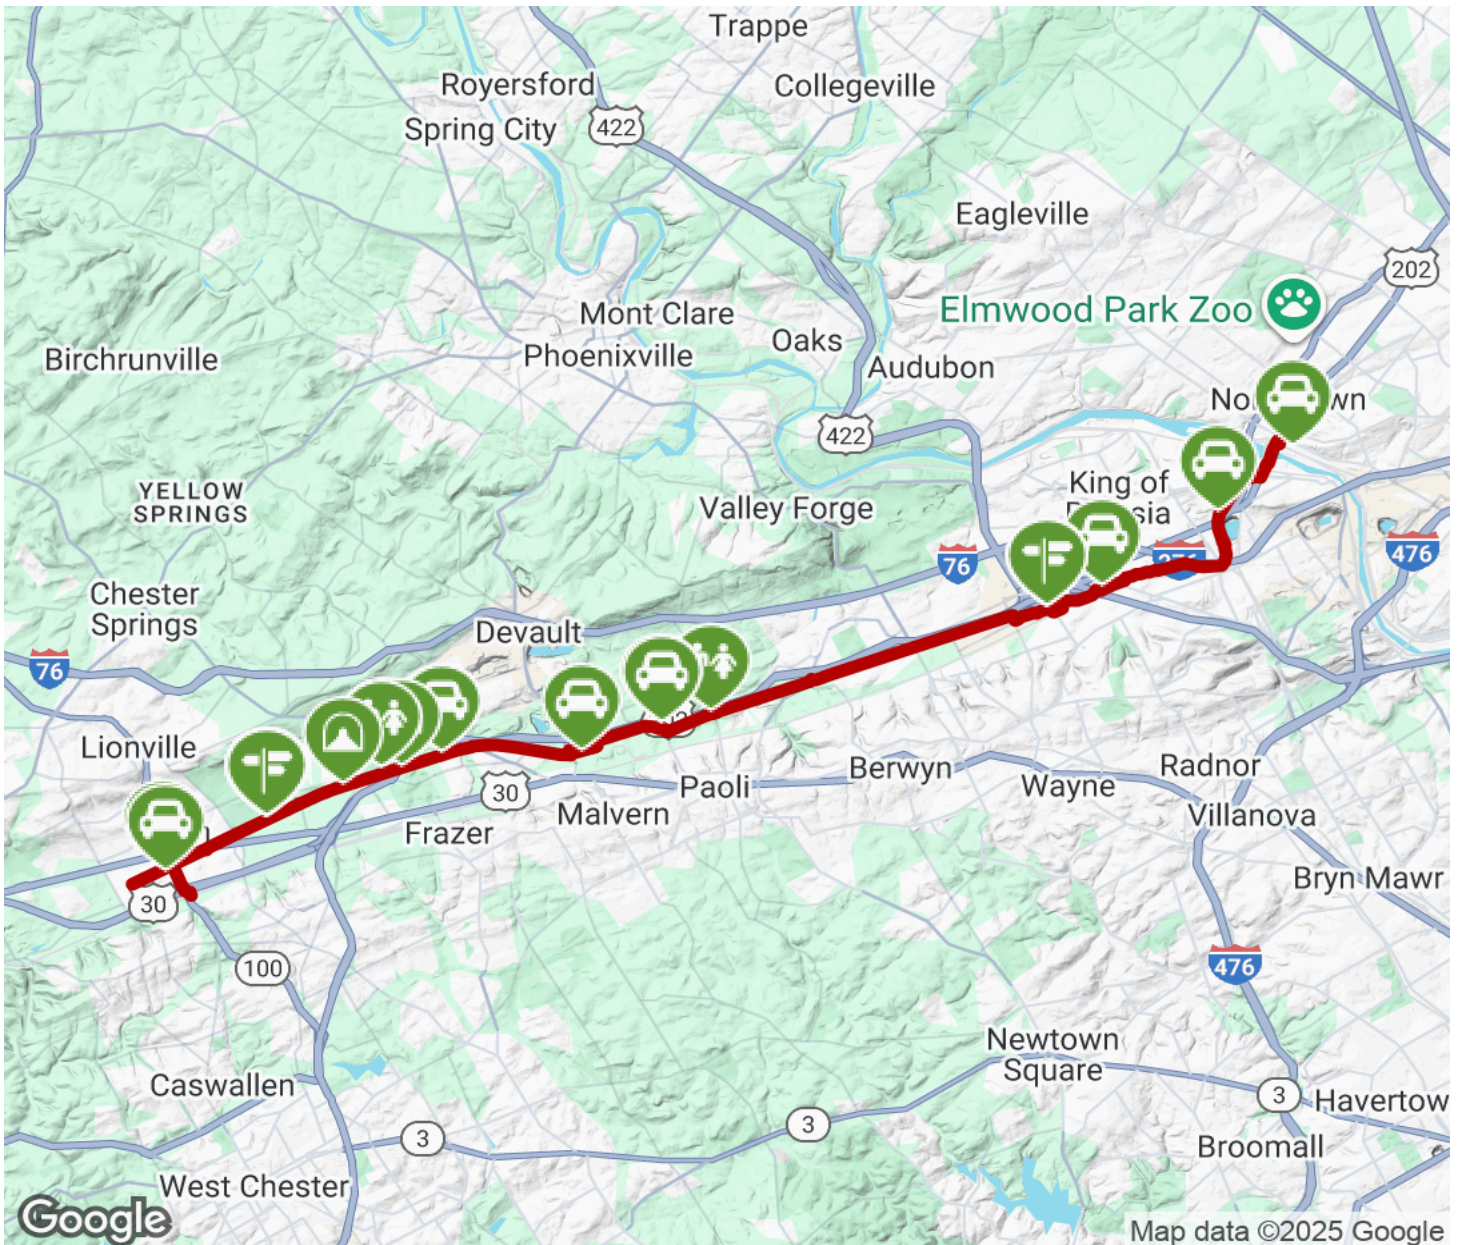 Trappe
Royersford
Collegeville
Spring City
422
Eagleville
202
Elmwood Park Zoo
Mont Clare
Oaks
Birchrunville
Phoenixville
Audubon
422
King of
YELLOW
SPRINGS
Valley Forge
76
476
Chester
Springs
Devault
76
Lionville
Radnor
Berwyn
Paoli
Wayne
30
Malvern
Villanova
Frazer
Bryn Mawr
30
476
100
Newtown
Square
Caswallen
3
Havertow
3
3
Broomall
West Chester
Google
Map data ©2025 Google